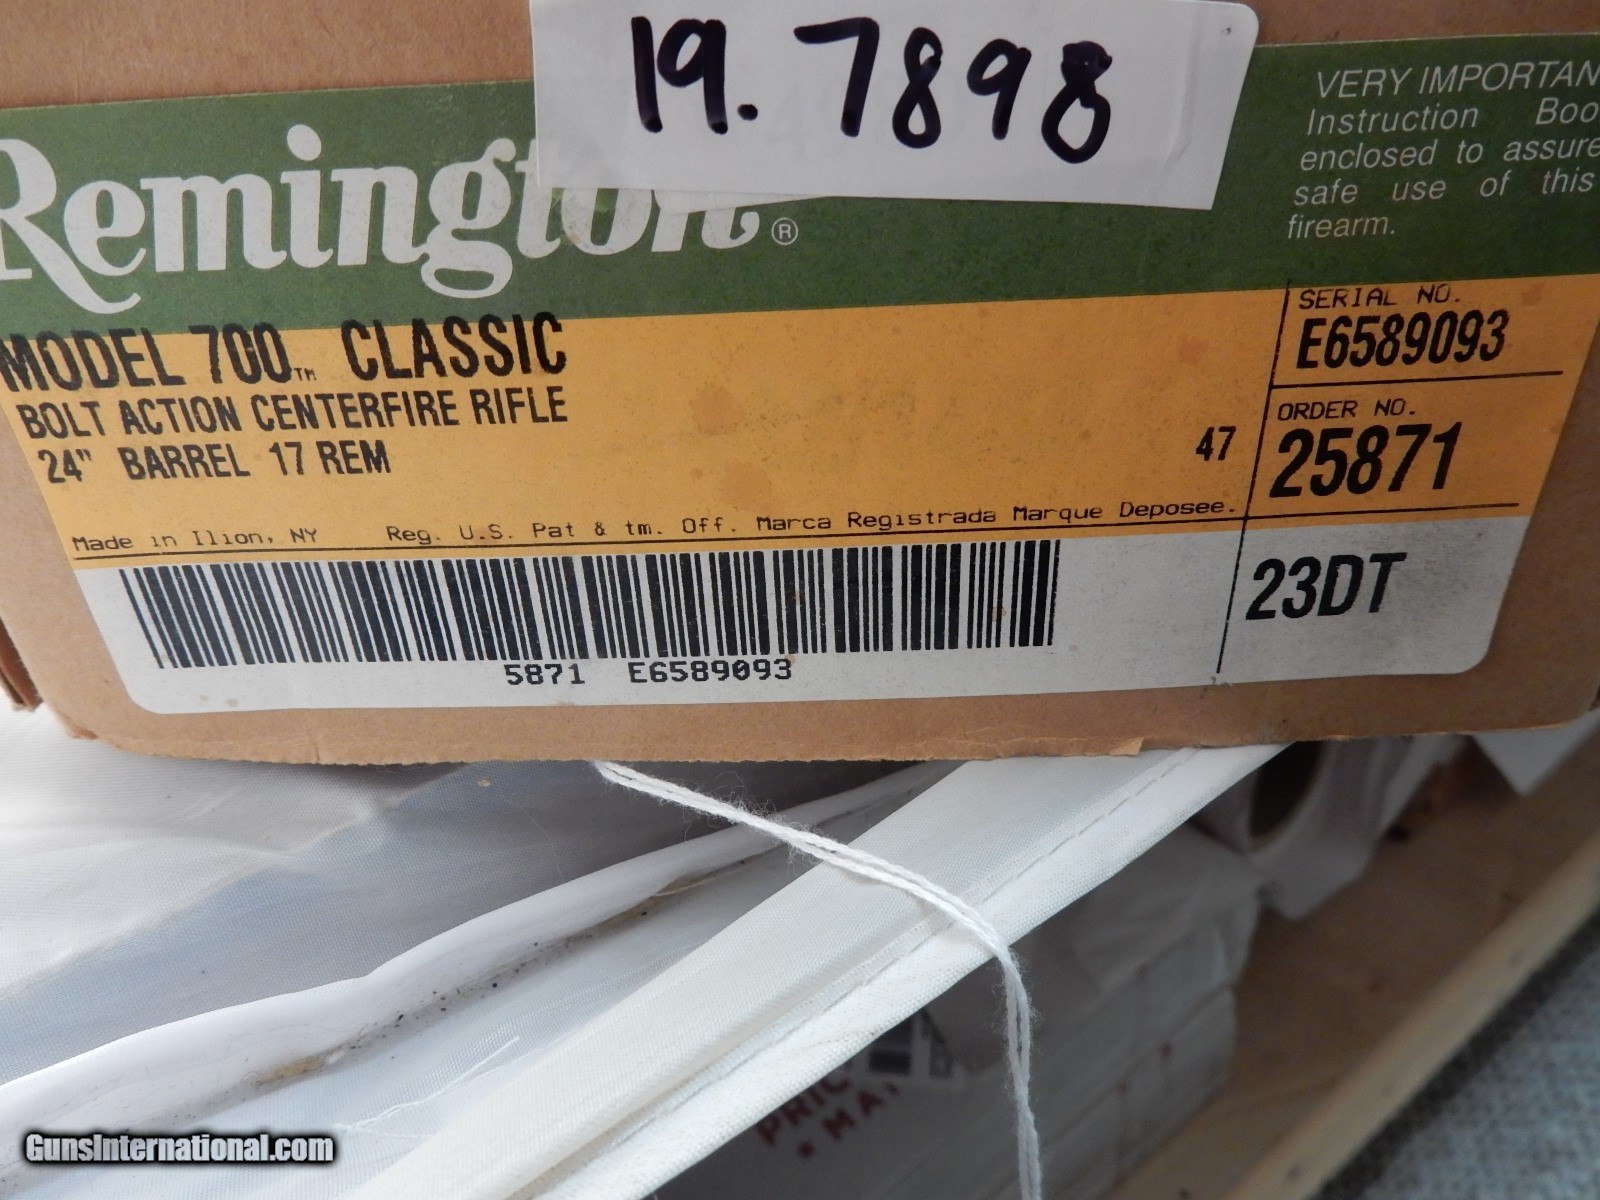 19.7898
Remington®
VERY IMPORTAN
Instruction Boo
enclosed to assure
safe use of this
firearm.
MODEL 700™ CLASSIC
BOLT ACTION CENTERFIRE RIFLE
24" BARREL 17 REM
47
SERIAL NO.
E6589093
ORDER NO.
25871
Made in Ilion, NY Reg. U.S. Pat & tm. Off. Marca Registrada Marque Deposee.
23DT
5871 E6589093
GunsInternational.com